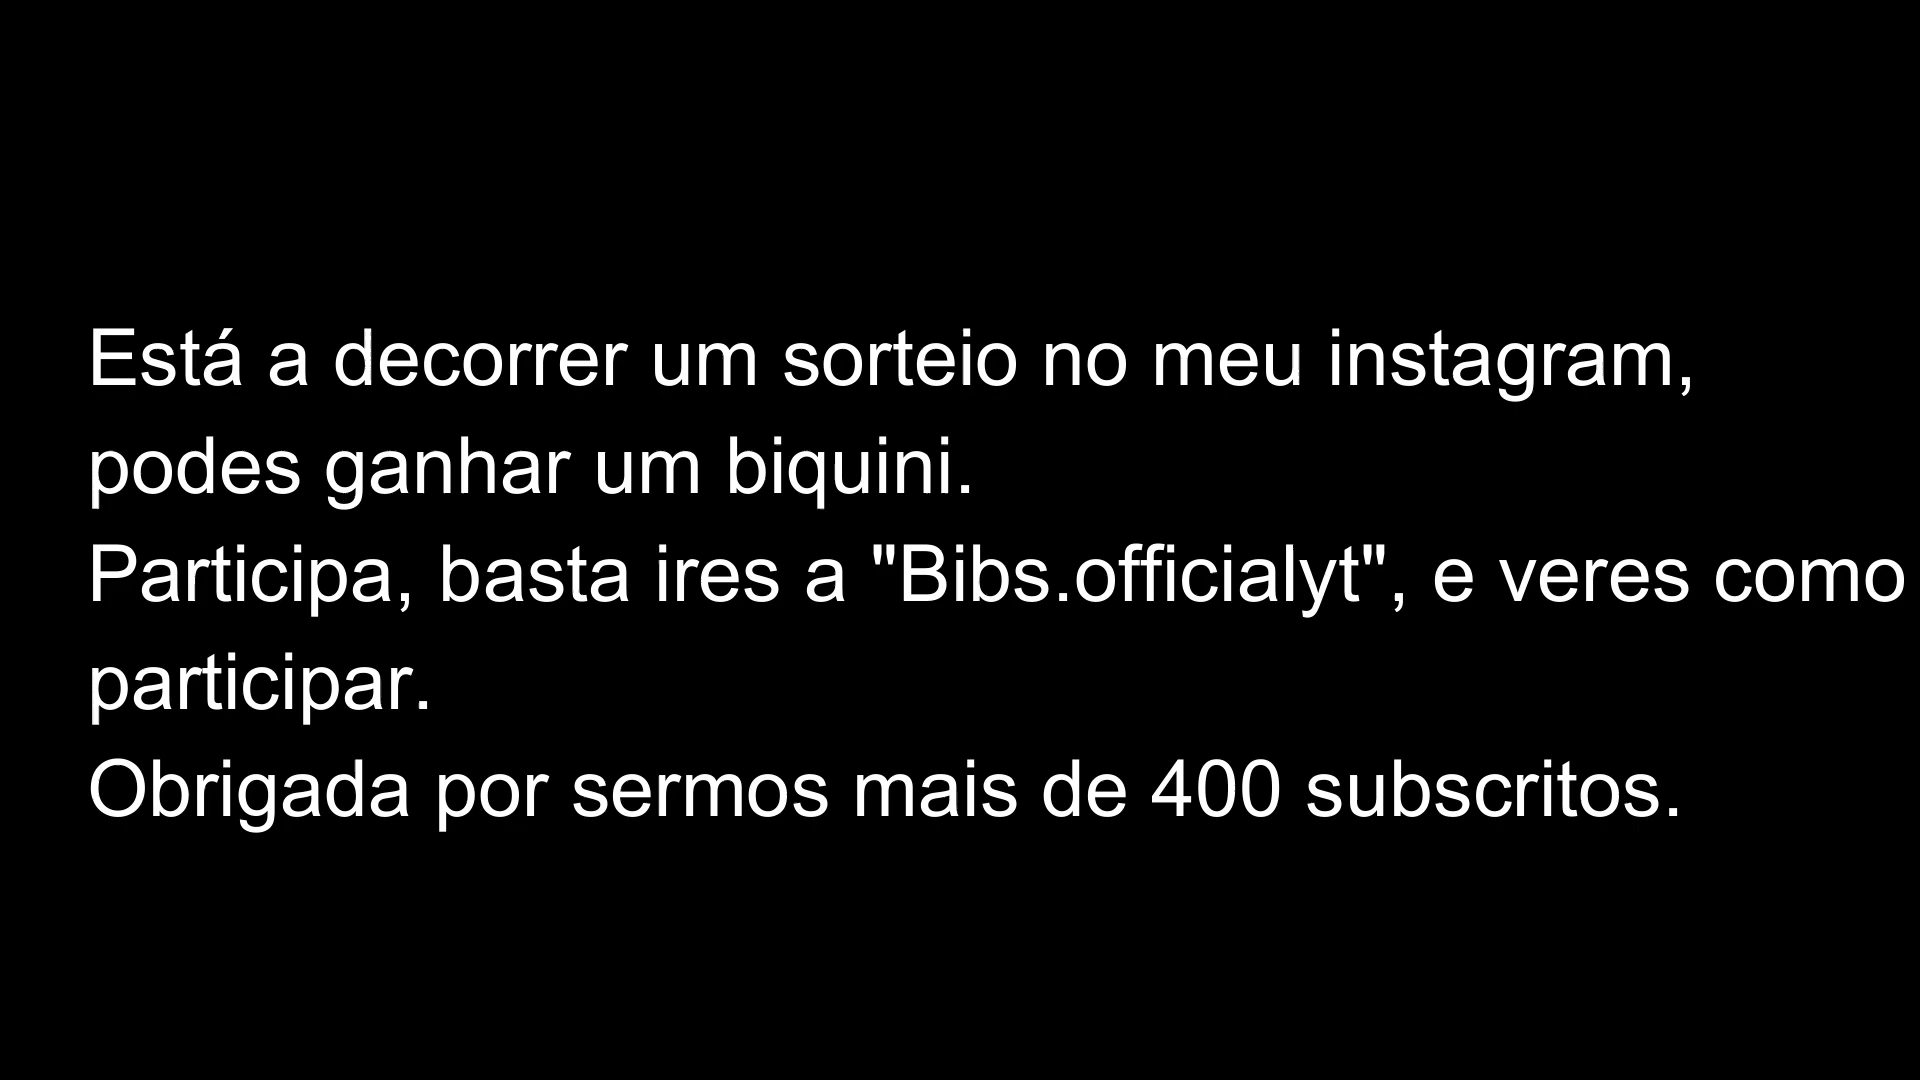 Está a decorrer um sorteio no meu instagram,
podes ganhar um biquini.
Participa, basta ires a "Bibs.officialyt", e veres como
participar.
Obrigada por sermos mais de 400 subscritos.